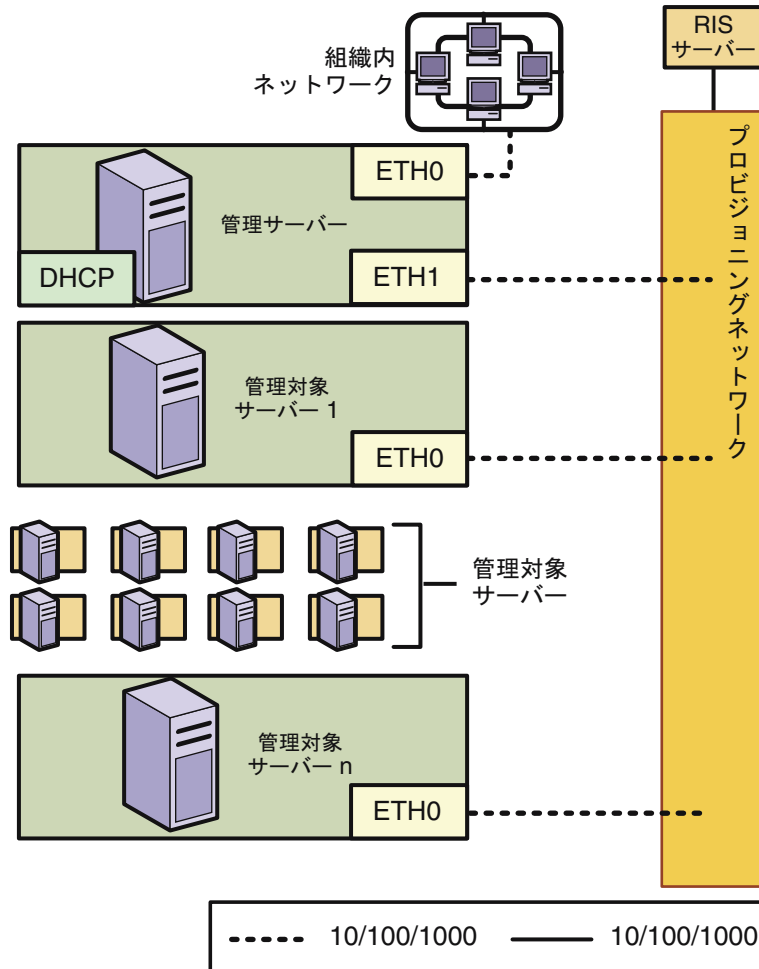 組織内
ネットワーク
RIS
サーバー
プロビジョニングネットワーク
ETH0
管理サーバー
DHCP
ETH1
管理対象
サーバー 1
ETH0
管理対象
サーバー
管理対象
サーバー n
ETH0
10/100/1000
10/100/1000